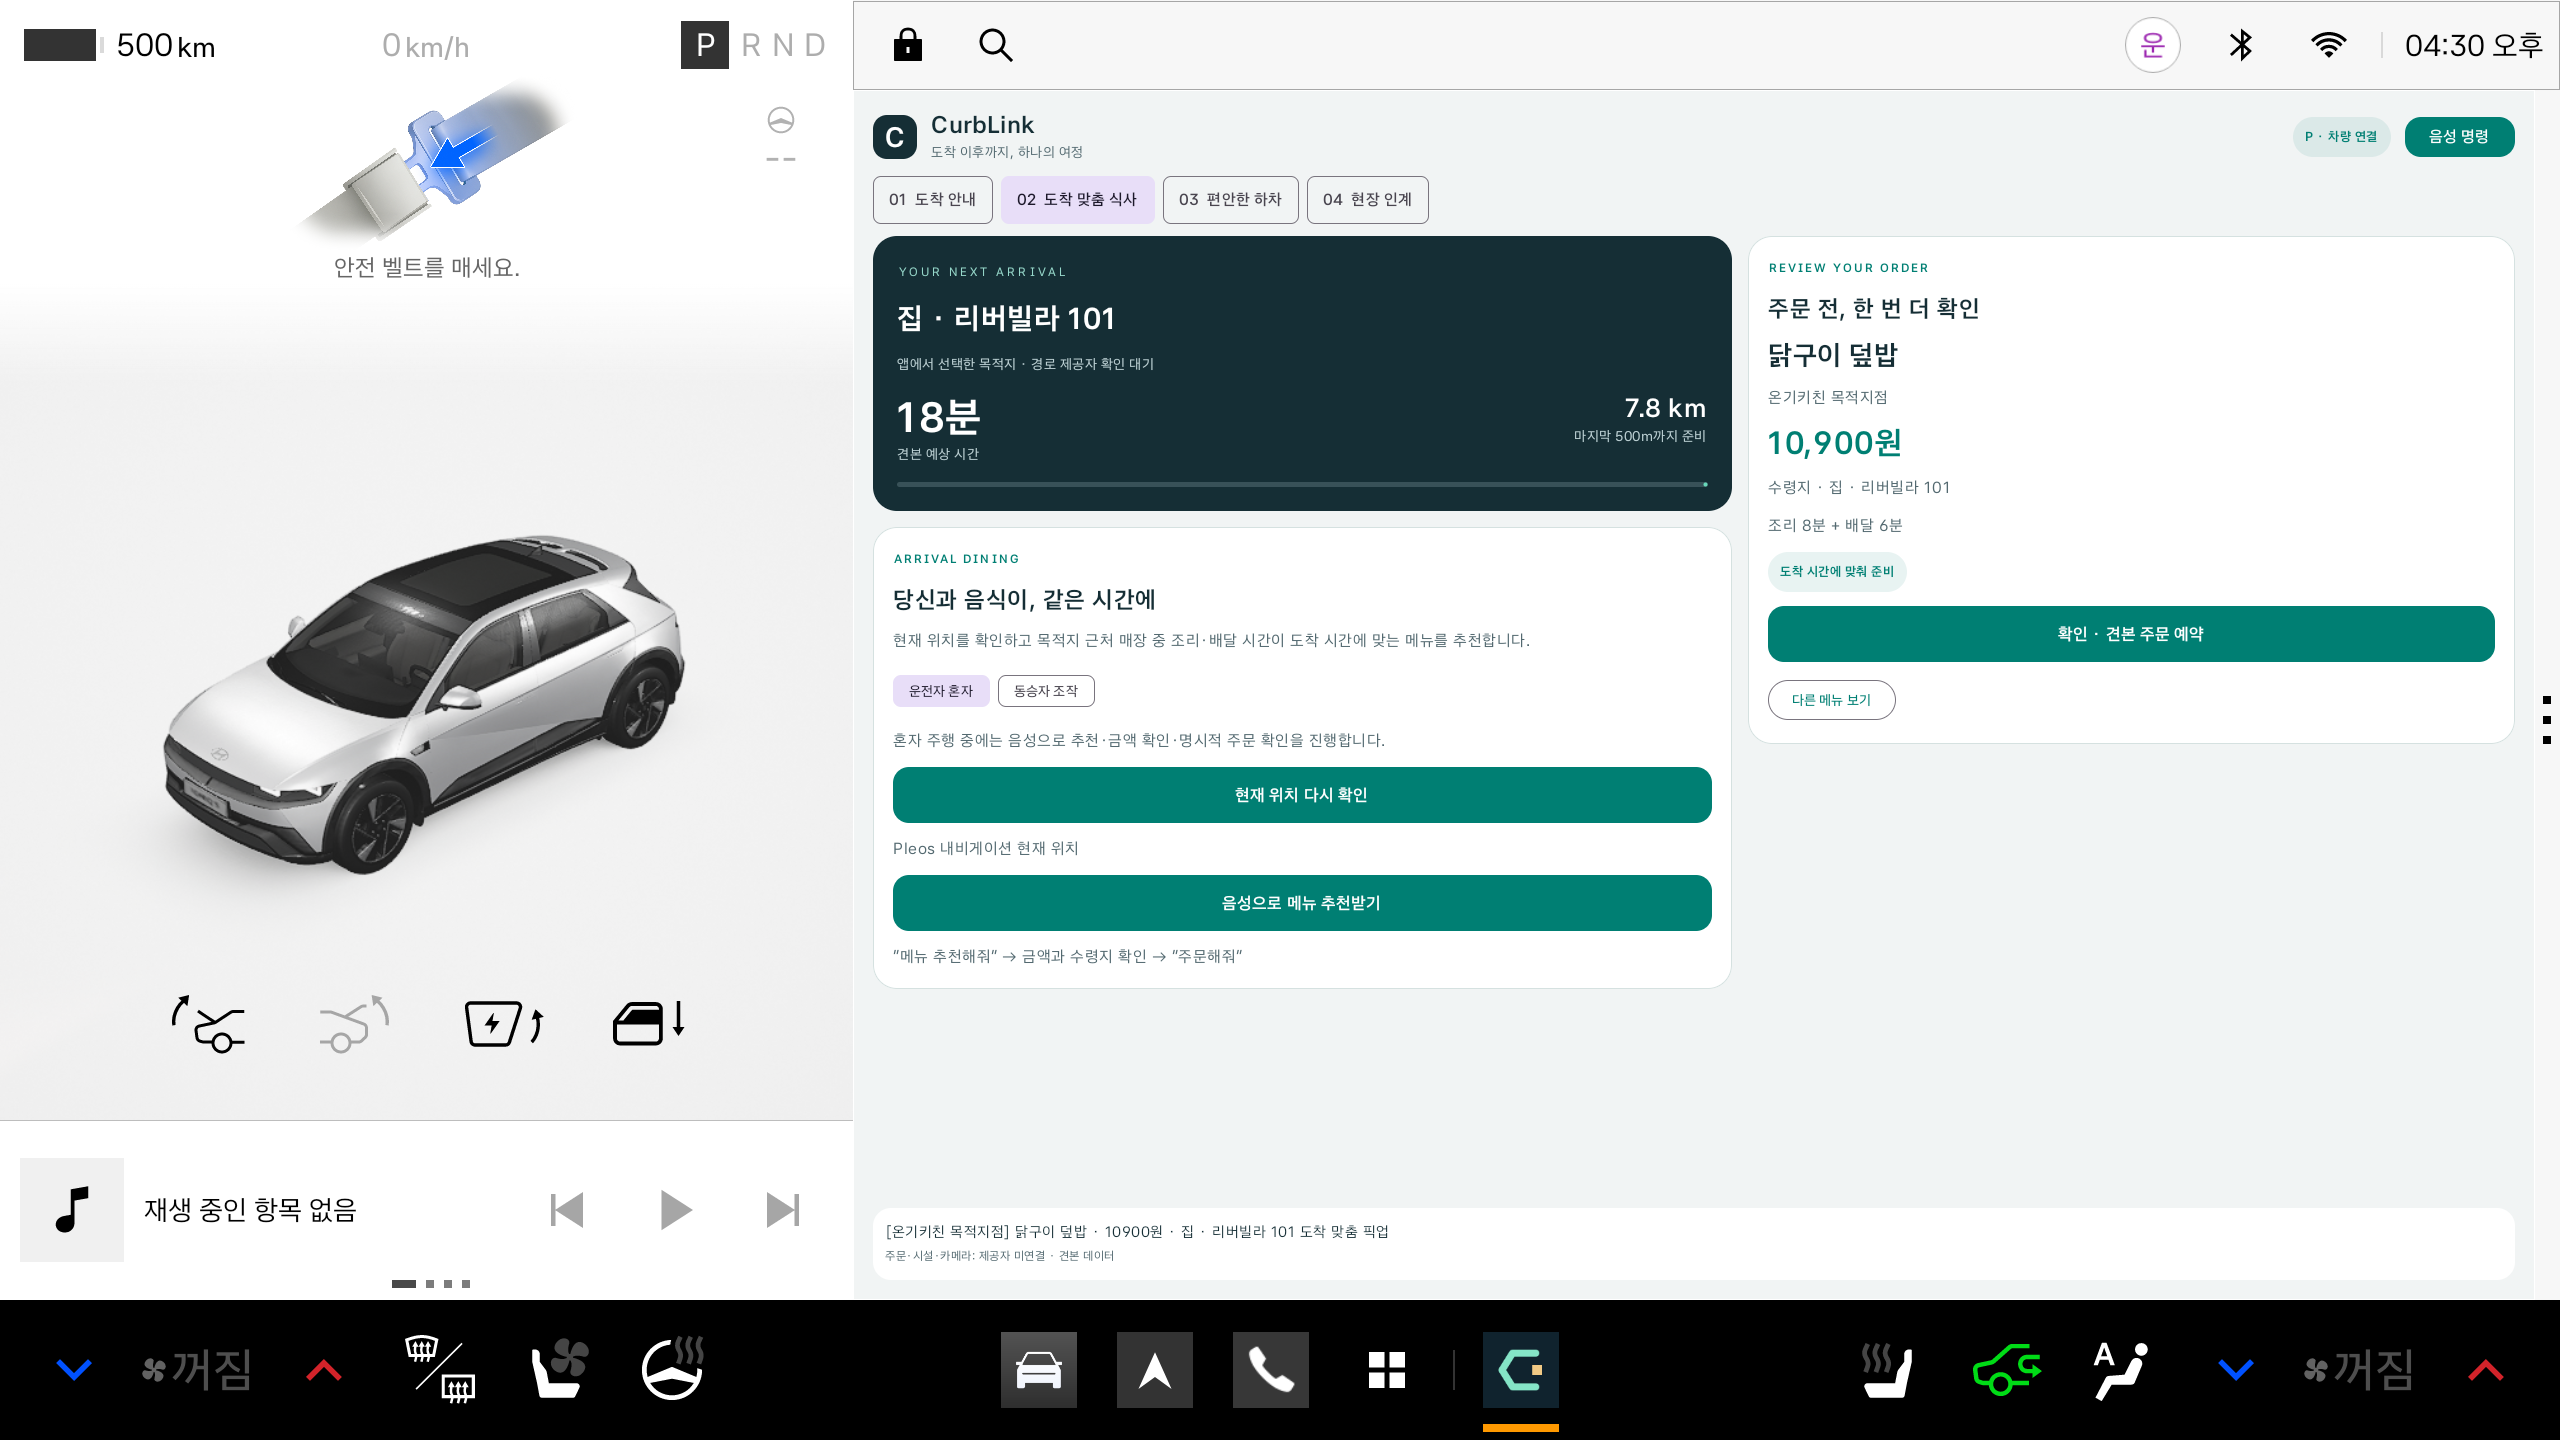 500 km
0 km/h
P R N D
안전 벨트를 매세요.
재생 중인 항목 없음
운
04:30 오후
C
CurbLink
도착 이후까지, 하나의 여정
P · 차량 연결
음성 명령
01 도착 안내
02 도착 맞춤 식사
03 편안한 하차
04 현장 인계
YOUR NEXT ARRIVAL
집 · 리버빌라 101
앱에서 선택한 목적지 · 경로 제공자 확인 대기
18분
견본 예상 시간
7.8 km
마지막 500m까지 준비
ARRIVAL DINING
당신과 음식이, 같은 시간에
현재 위치를 확인하고 목적지 근처 매장 중 조리·배달 시간이 도착 시간에 맞는 메뉴를 추천합니다.
운전자 혼자
동승자 조작
혼자 주행 중에는 음성으로 추천·금액 확인·명시적 주문 확인을 진행합니다.
현재 위치 다시 확인
Pleos 내비게이션 현재 위치
음성으로 메뉴 추천받기
"메뉴 추천해줘" → 금액과 수령지 확인 → "주문해줘"
REVIEW YOUR ORDER
주문 전, 한 번 더 확인
닭구이 덮밥
온기키친 목적지점
10,900원
수령지 · 집 · 리버빌라 101
조리 8분 + 배달 6분
도착 시간에 맞춰 준비
확인 · 견본 주문 예약
다른 메뉴 보기
[온기키친 목적지점] 닭구이 덮밥 · 10900원 · 집 · 리버빌라 101 도착 맞춤 픽업
주문·시설·카메라: 제공자 미연결 · 견본 데이터
꺼짐
A
꺼짐